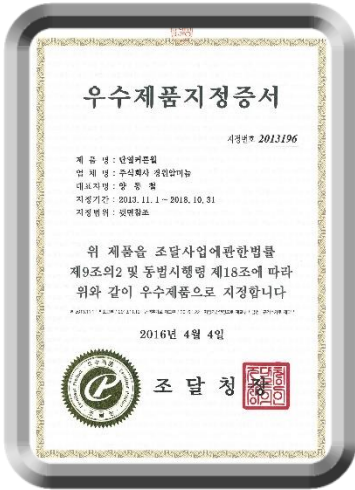 우수제품지정증서
지정번호 2013196
제 품 명 : 단열커튼월
업 체 명 : 주식회사 경원알미늄
대표자명 : 양 동 철
지정기간 : 2013. 11. 1 ~ 2018. 10. 31
지정범위 : 뒷면참조
위 제품을 조달사업에관한법률
제9조의2 및 동법시행령 제18조에 따라
위와 같이 우수제품으로 지정합니다
2016년 4월 4일
조 달 청 장